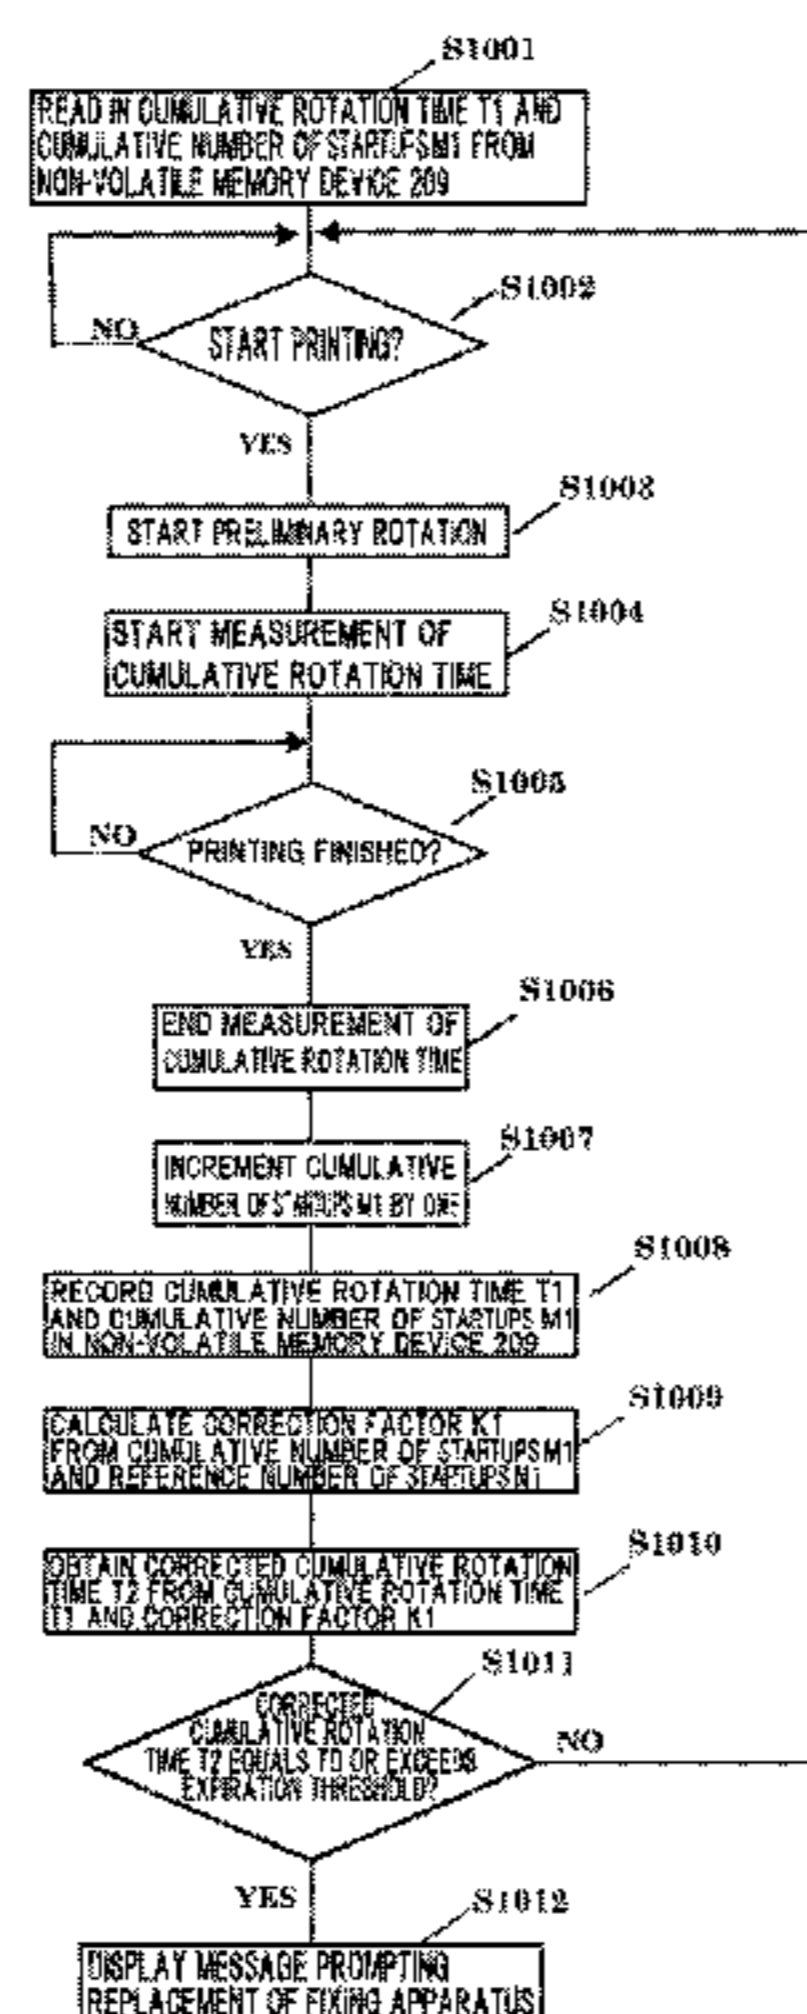 S1001
READ IN CUMULATIVE ROTATION TIME T1 AND
CUMULATIVE NUMBER OF STARTUPS M1 FROM
NON-VOLATILE MEMORY DEVICE 209
S1002
NO
START PRINTING?
YES
S1003
START PRELIMINARY ROTATION
S1004
START MEASUREMENT OF
CUMULATIVE ROTATION TIME
S1005
NO
PRINTING FINISHED?
YES
S1006
END MEASUREMENT OF
CUMULATIVE ROTATION TIME
S1007
INCREMENT CUMULATIVE
NUMBER OF STARTUPS M1 BY ONE
S1008
RECORD CUMULATIVE ROTATION TIME T1
AND CUMULATIVE NUMBER OF STARTUPS M1
IN NON-VOLATILE MEMORY DEVICE 209
S1009
CALCULATE CORRECTION FACTOR K1
FROM CUMULATIVE NUMBER OF STARTUPS M1
AND REFERENCE NUMBER OF STARTUPS
S1010
OBTAIN CORRECTED CUMULATIVE ROTATION
TIME T2 FROM CUMULATIVE ROTATION TIME
T1 AND CORRECTION FACTOR K1
S1011
CORRECTED
CUMULATIVE ROTATION
TIME T2 EQUALS TO OR EXCEEDS
EXPIRATION THRESHOLD?
NO
YES
S1012
DISPLAY MESSAGE PROMPTING
REPLACEMENT OF FIXING APPARATUS